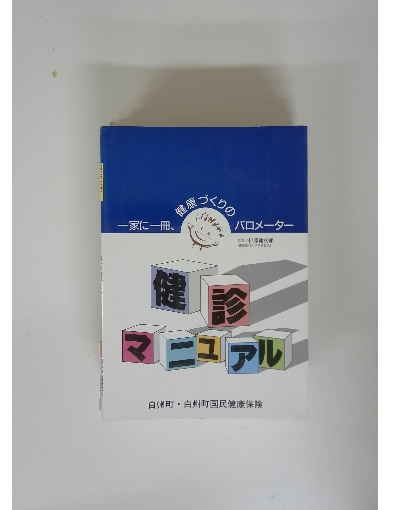 一家に一冊、健康づくりのバロメーター
健診
マニュアル
白州町・白州町国民健康保険